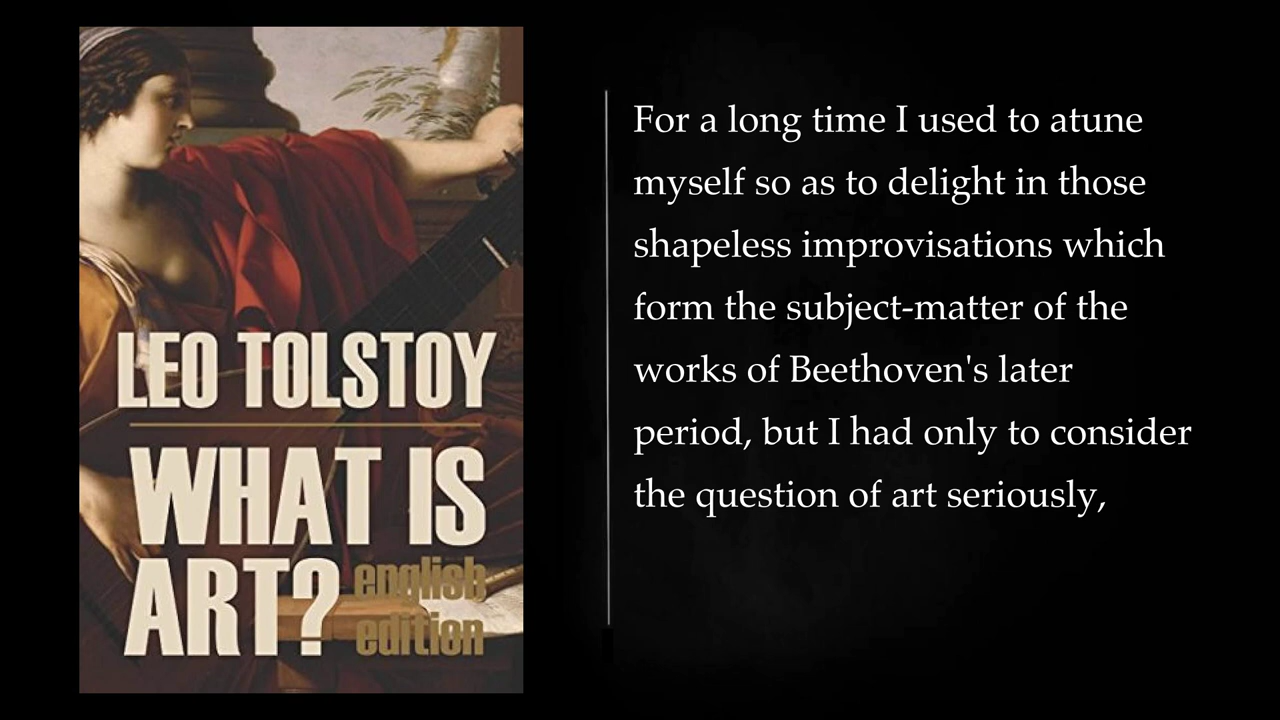 LEO TOLSTOY
WHAT IS
ART?
english
edition
For a long time I used to atune
myself so as to delight in those
shapeless improvisations which
form the subject-matter of the
works of Beethoven's later
period, but I had only to consider
the question of art seriously,